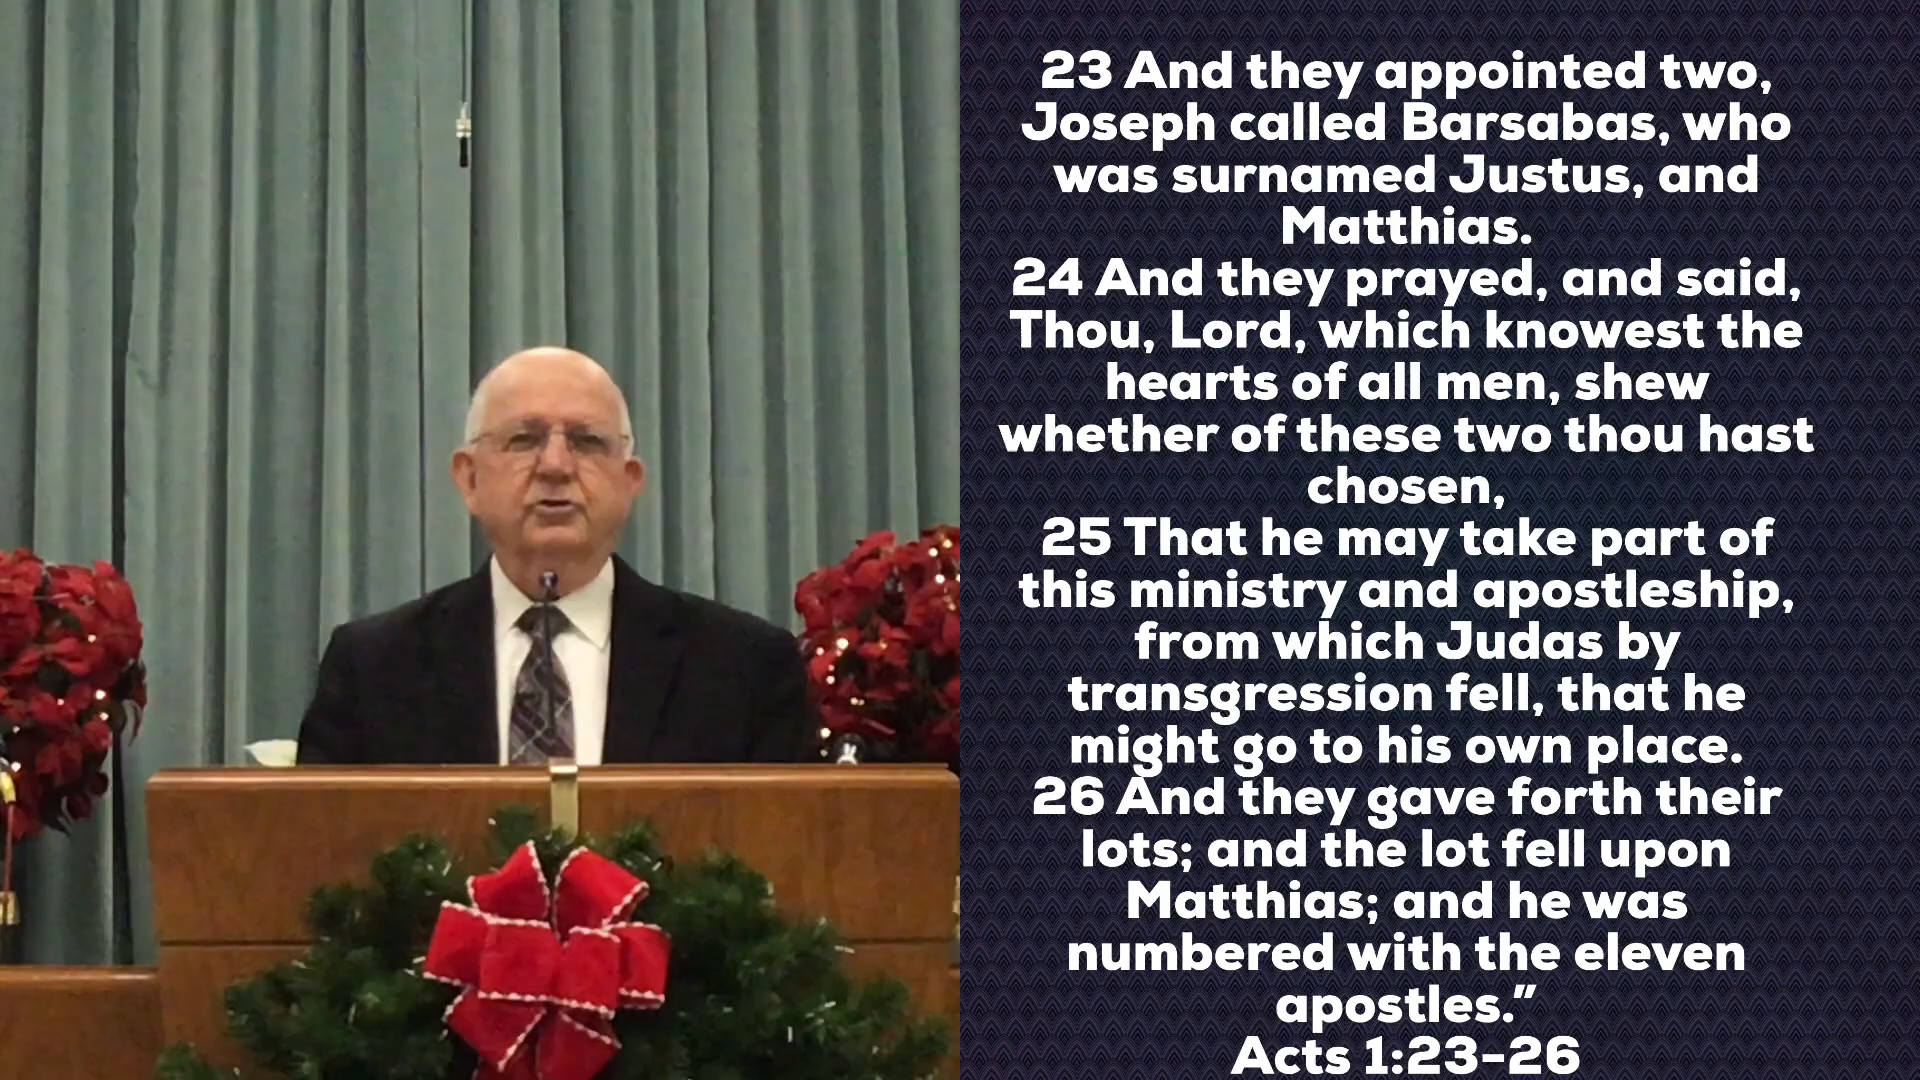 23 And they appointed two,
Joseph called Barsabas, who
was surnamed Justus, and
Matthias.
24 And they prayed, and said,
Thou, Lord, which knowest the
hearts of all men, shew
whether of these two thou hast
chosen,
25 That he may take part of
this ministry and apostleship,
from which Judas by
transgression fell, that he
might go to his own place.
26 And they gave forth their
lots; and the lot fell upon
Matthias; and he was
numbered with the eleven
apostles.”
Acts 1:23-26